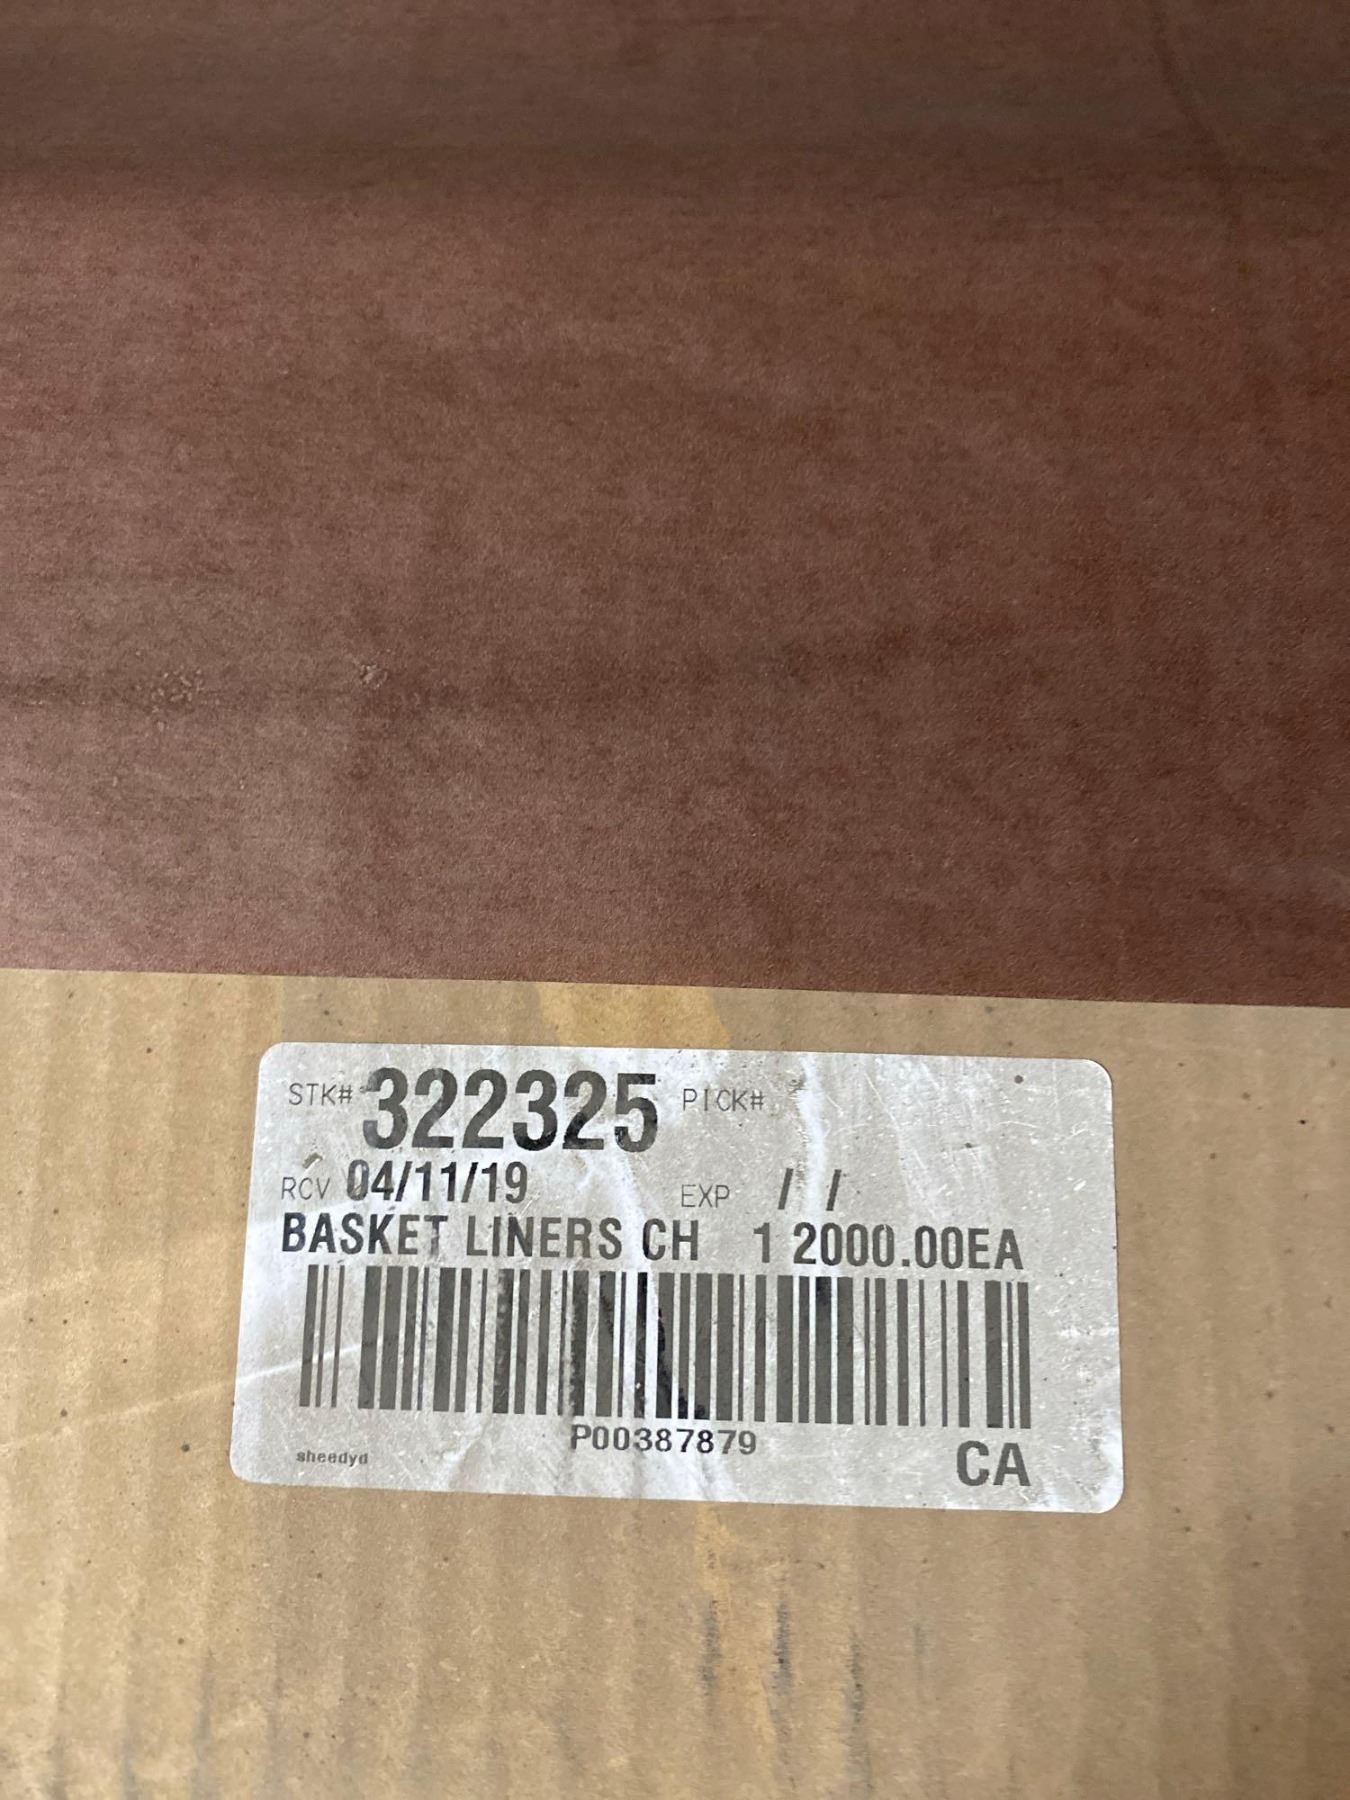 STK# 322325 PICK#
RCV 04/11/19 EXP / /
BASKET LINERS CH 1 2000.00EA
P00387879
sheedyd CA